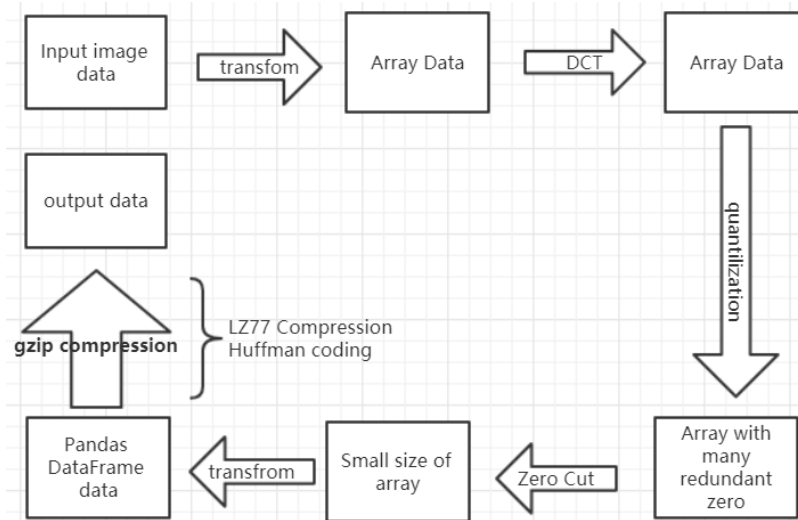 Input image
data
transfom
Array Data
DCT
Array Data
quantilization
output data
gzip compression
LZ77 Compression
Huffman coding
Pandas
DataFrame
data
transfrom
Small size of
array
Zero Cut
Array with
many
redundant
zero